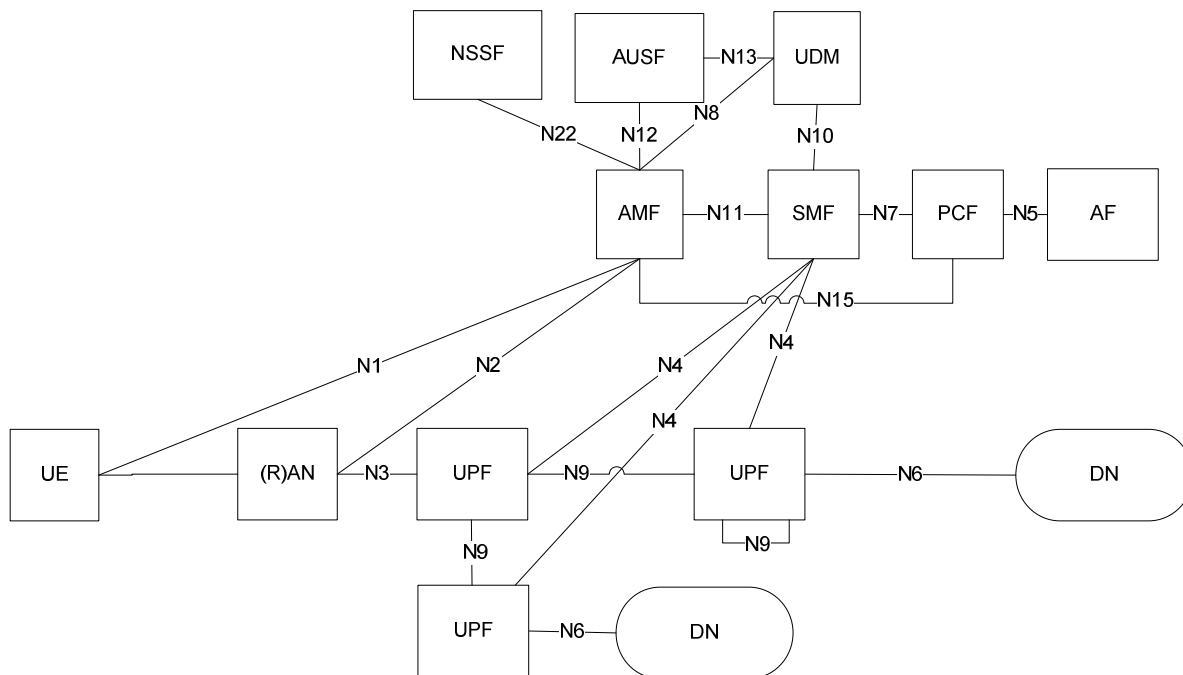 NSSF
AUSF
N13
UDM
N22
N12
N8
N10
AMF
N11
SMF
N7
PCF
N5
AF
N15
N1
N2
N4
N4
N4
UE
(R)AN
N3
UPF
N9
UPF
N6
DN
N9
N9
UPF
N6
DN